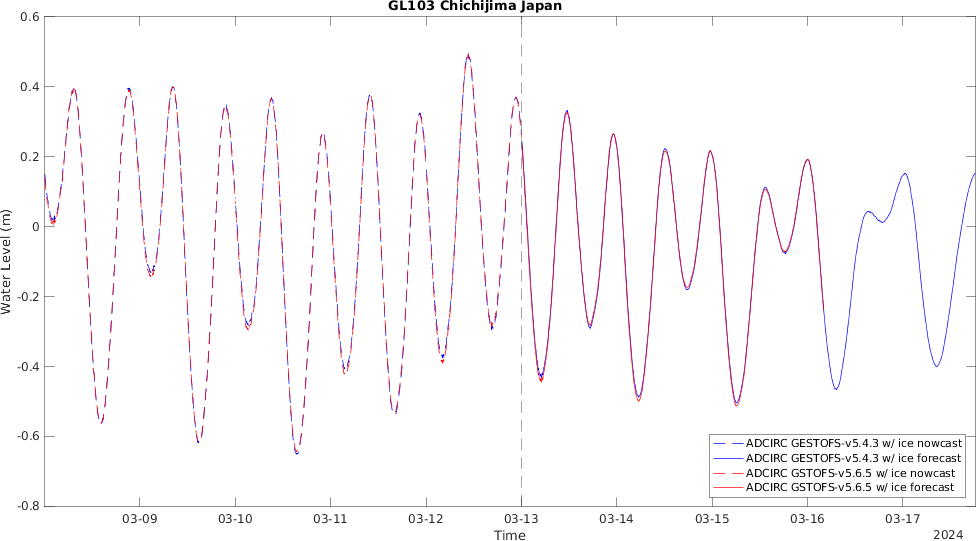 GL103 Chichijima Japan
Water Level (m)
0.6
0.4
0.2
0
-0.2
-0.4
-0.6
-0.8
ADCIRC GESTOFS-v5.4.3 w/ ice nowcast
ADCIRC GESTOFS-v5.4.3 w/ ice forecast
ADCIRC GSTOFS-v5.6.5 w/ ice nowcast
ADCIRC GSTOFS-v5.6.5 w/ ice forecast
03-09 03-10 03-11 03-12 03-13 03-14 03-15 03-16 03-17
Time
2024